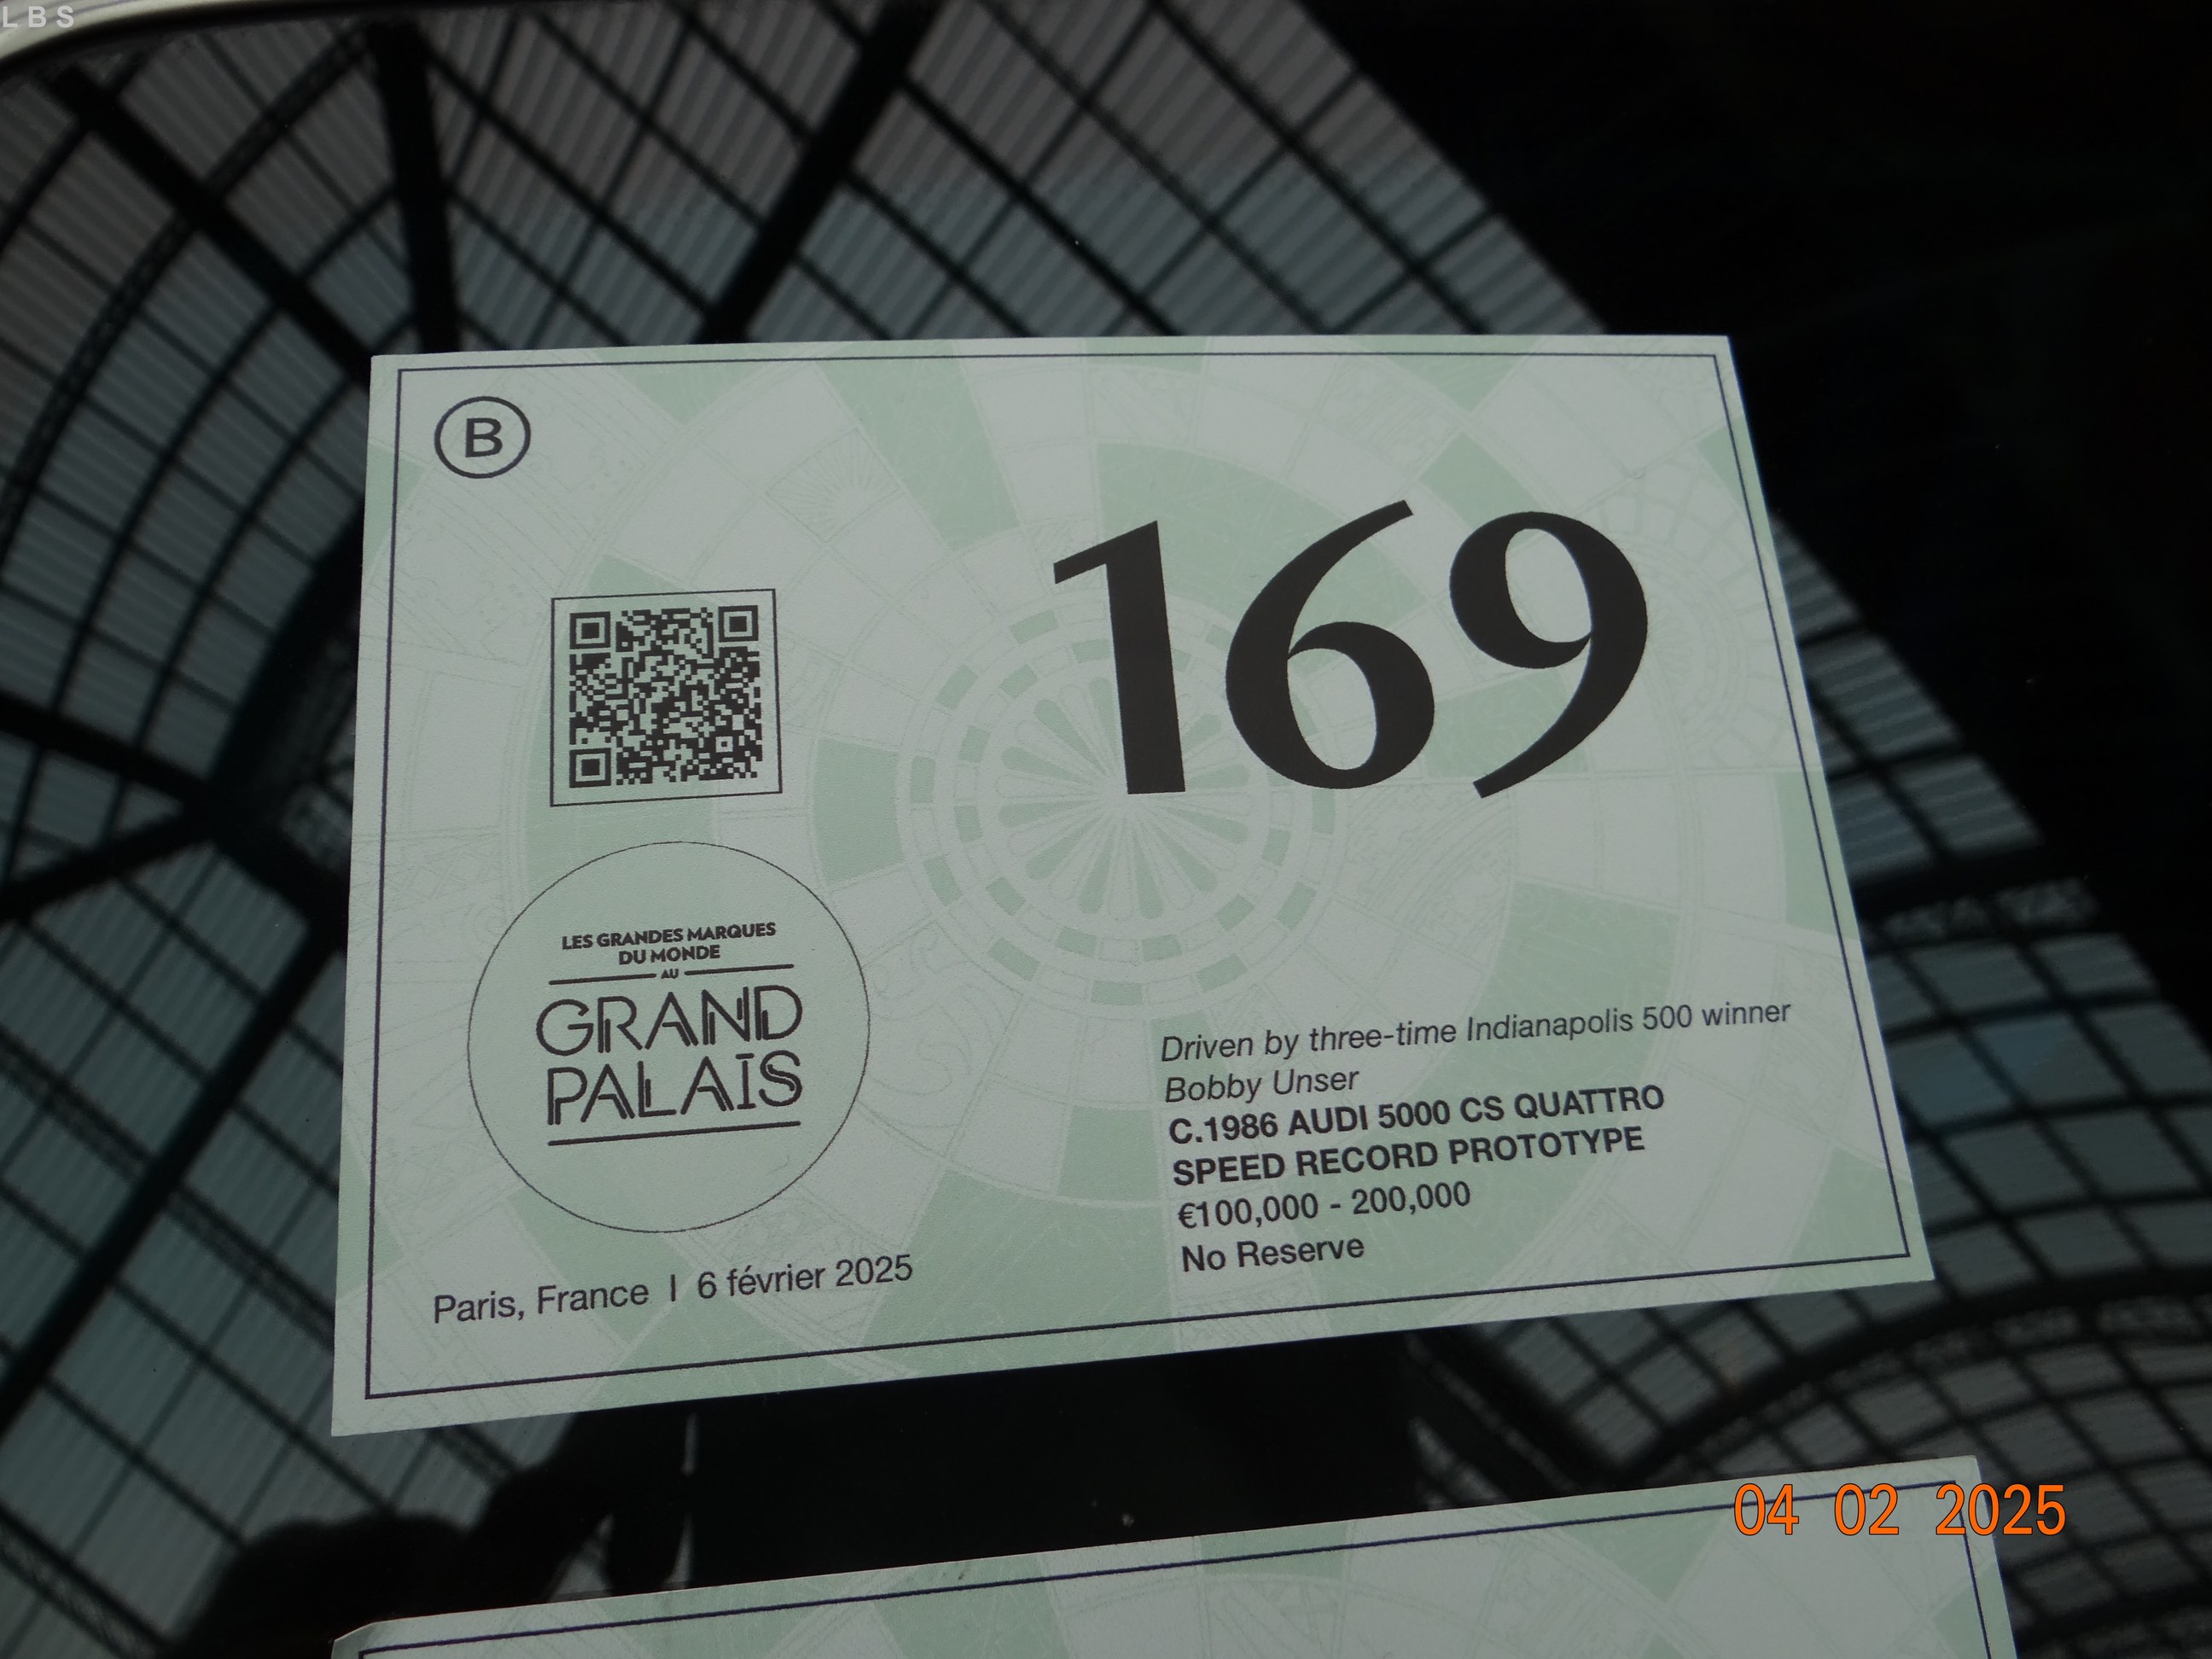 LBS
B
169
LES GRANDES MARQUES
DU MONDE
AU
GRAND
PALAIS
Paris, France | 6 février 2025
Driven by three-time Indianapolis 500 winner
Bobby Unser
C.1986 AUDI 5000 CS QUATTRO
SPEED RECORD PROTOTYPE
€100,000 - 200,000
No Reserve
04 02 2025